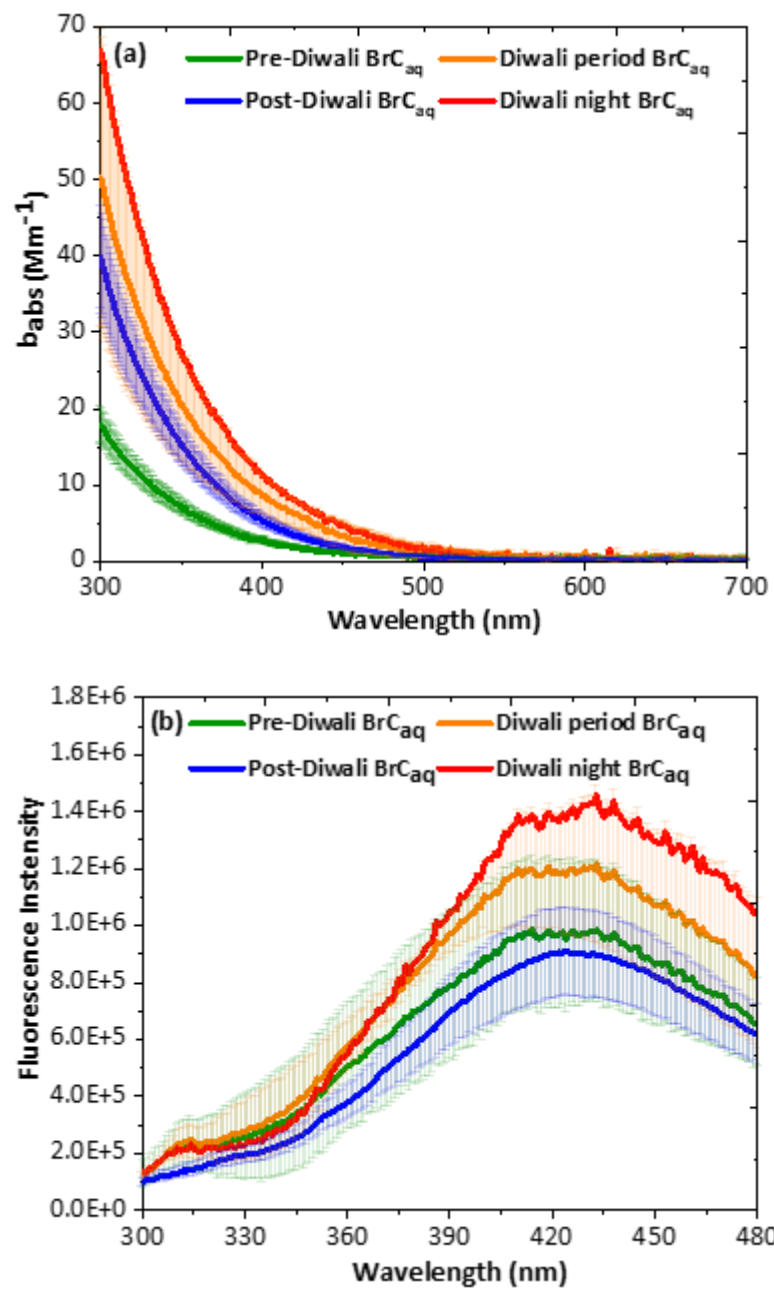 (a)
Pre-Diwali BrCaq Diwali period BrCaq
Post-Diwali BrCaq Diwali night BrCaq
babs (Mm-1)
70
60
50
40
30
20
10
0
300 400 500 600 700
Wavelength (nm)
(b)
Pre-Diwali BrCaq Diwali period BrCaq
Post-Diwali BrCaq Diwali night BrCaq
Fluorescence Instensity
1.8E+6
1.6E+6
1.4E+6
1.2E+6
1.0E+6
8.0E+5
6.0E+5
4.0E+5
2.0E+5
0.0E+0
300 330 360 390 420 450 480
Wavelength (nm)